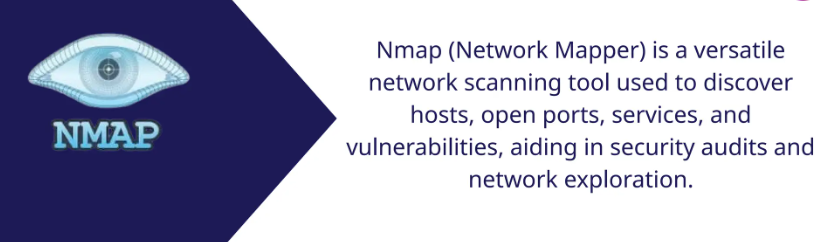 NMAP
Nmap (Network Mapper) is a versatile
network scanning tool used to discover
hosts, open ports, services, and
vulnerabilities, aiding in security audits and
network exploration.